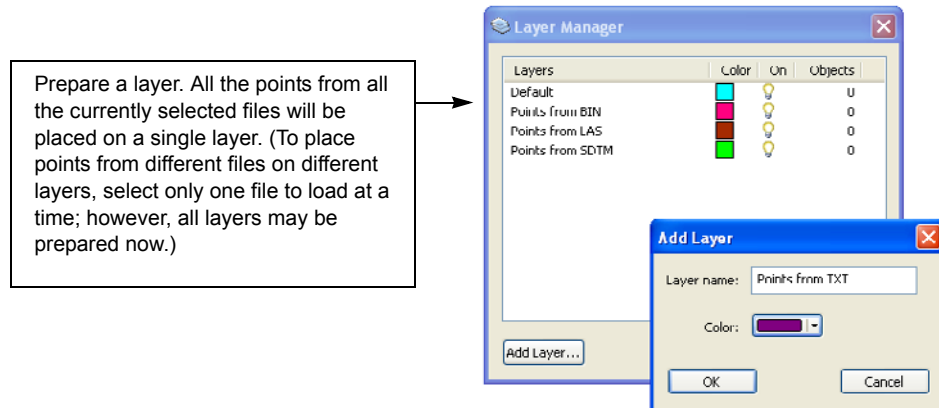 Prepare a layer. All the points from all
the currently selected files will be
placed on a single layer. (To place
points from different files on different
layers, select only one file to load at a
time; however, all layers may be
prepared now.)
Layer Manager
Layers Color On Objects
Default 0
Points from BIN 0
Points from LAS 0
Points from SDTM 0
Add Layer...
Add Layer
Layer name: Points from TXT
Color:
OK Cancel